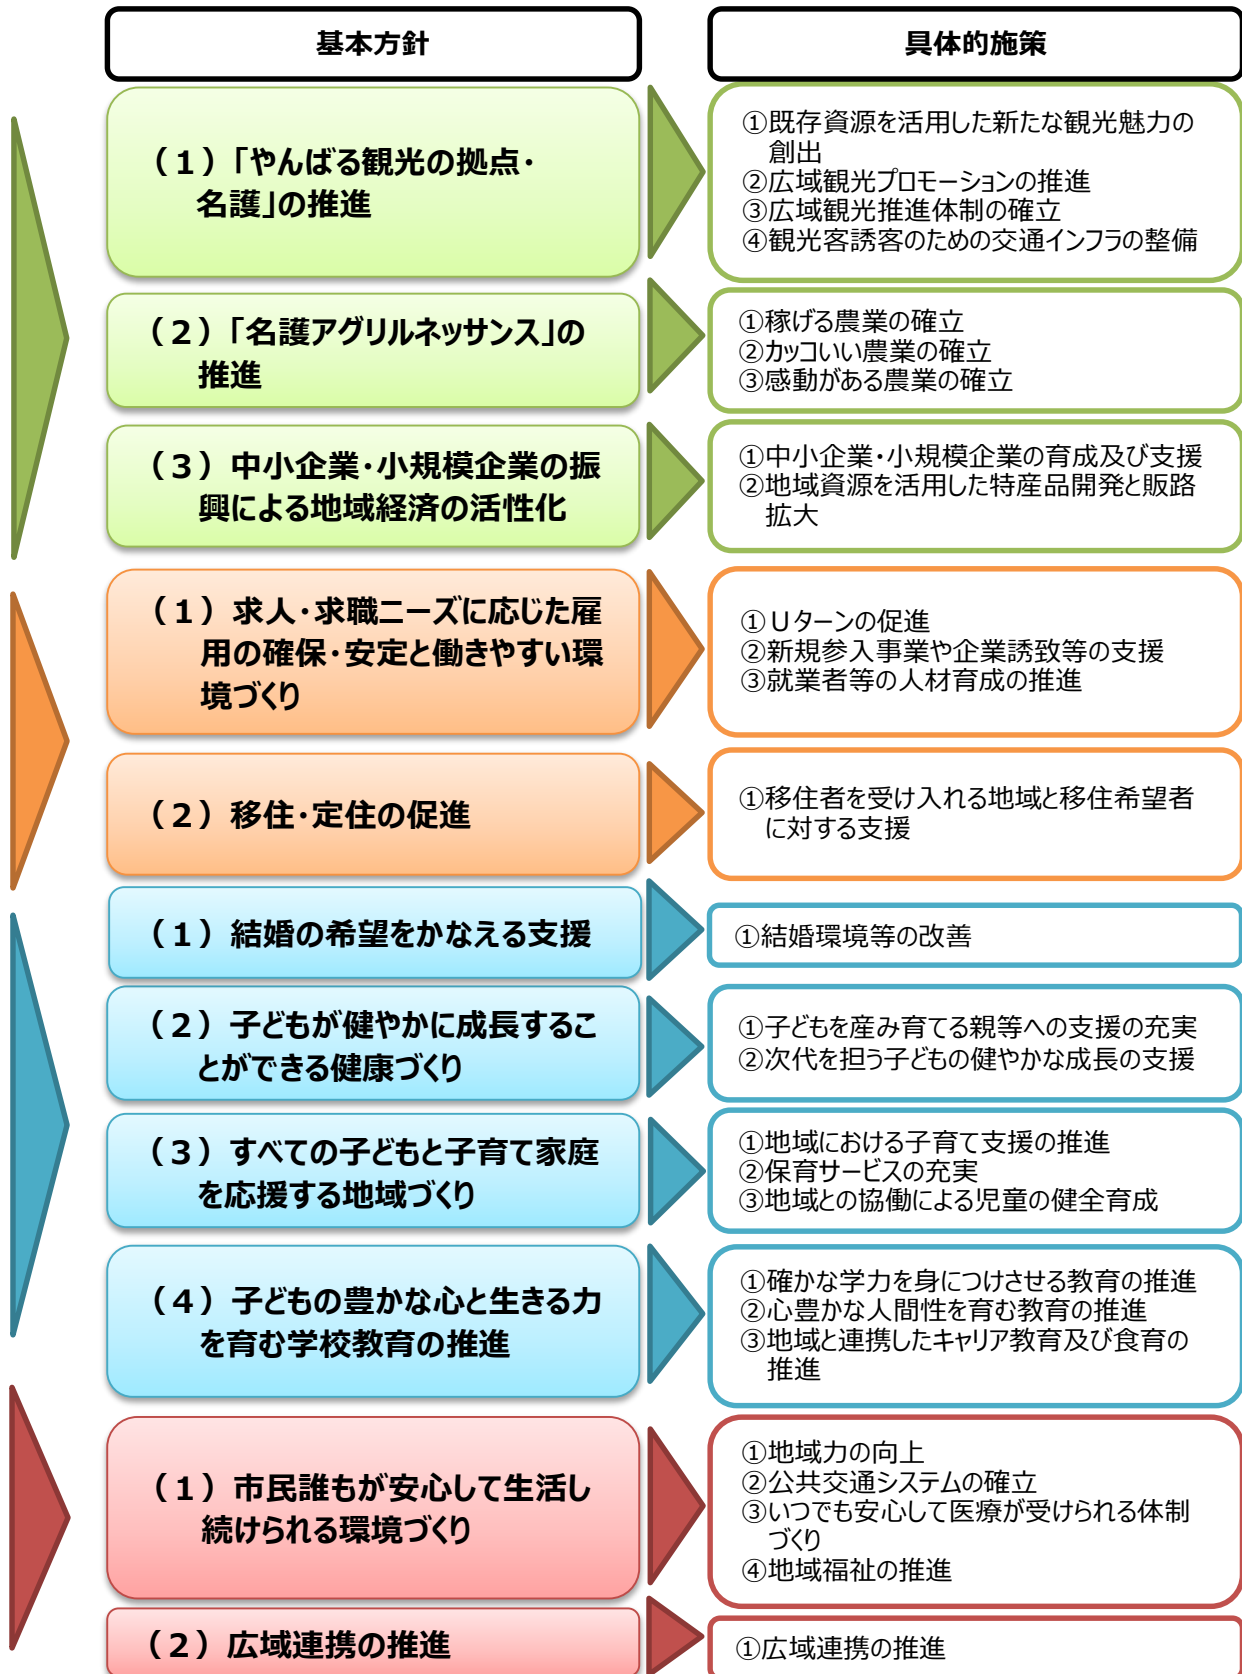 基本方針
具体的施策
（１）「やんばる観光の拠点・
名護」の推進
①既存資源を活用した新たな観光魅力の
創出
②広域観光プロモーションの推進
③広域観光推進体制の確立
④観光客誘客のための交通インフラの整備
（２）「名護アグリルネッサンス」の
推進
①稼げる農業の確立
②カッコいい農業の確立
③感動がある農業の確立
（３）中小企業・小規模企業の振
興による地域経済の活性化
①中小企業・小規模企業の育成及び支援
②地域資源を活用した特産品開発と販路
拡大
（１）求人・求職ニーズに応じた雇
用の確保・安定と働きやすい環
境づくり
①Ｕターンの促進
②新規参入事業や企業誘致等の支援
③就業者等の人材育成の推進
（２）移住・定住の促進
①移住者を受け入れる地域と移住希望者
に対する支援
（１）結婚の希望をかなえる支援
①結婚環境等の改善
（２）子どもが健やかに成長するこ
とができる健康づくり
①子どもを産み育てる親等への支援の充実
②次代を担う子どもの健やかな成長の支援
（３）すべての子どもと子育て家庭
を応援する地域づくり
①地域における子育て支援の推進
②保育サービスの充実
③地域との協働による児童の健全育成
（４）子どもの豊かな心と生きる力
を育む学校教育の推進
①確かな学力を身につけさせる教育の推進
②心豊かな人間性を育む教育の推進
③地域と連携したキャリア教育及び食育の
推進
（１）市民誰もが安心して生活し
続けられる環境づくり
①地域力の向上
②公共交通システムの確立
③いつでも安心して医療が受けられる体制
づくり
④地域福祉の推進
（２）広域連携の推進
①広域連携の推進